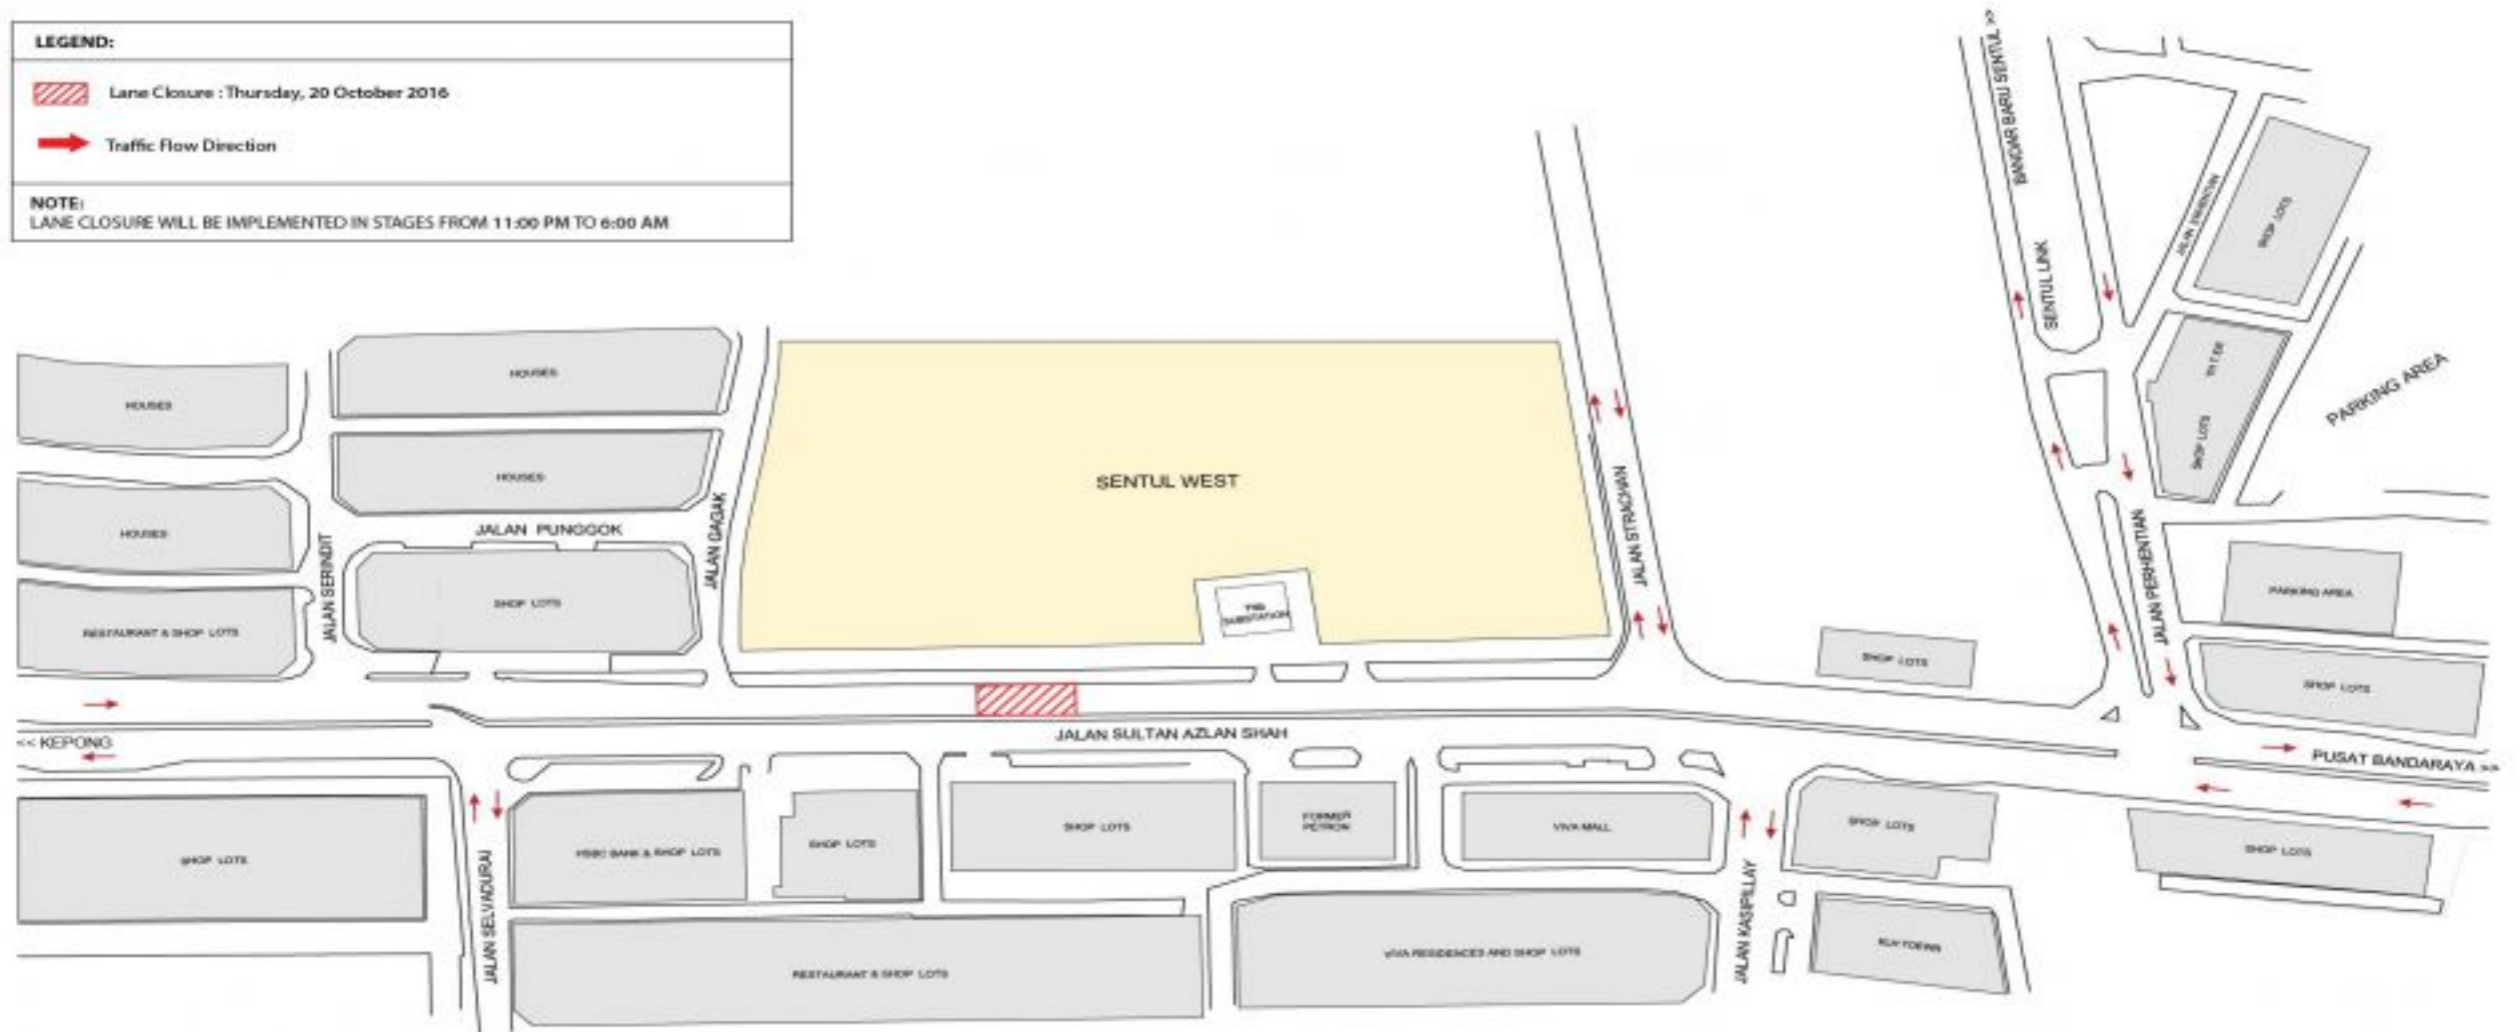 LEGEND:
Lane Closure : Thursday, 20 October 2016
Traffic Flow Direction
NOTE:
LANE CLOSURE WILL BE IMPLEMENTED IN STAGES FROM 11:00 PM TO 6:00 AM
BANDAR BARU SENTUL >>
SENTUL LINK
JALAN
SHOP LOTS
SHOP LOTS
PARKING AREA
HOUSES
HOUSES
HOUSES
HOUSES
JALAN PUNGGOK
JALAN GAGAK
JALAN SERINDIT
SHOP LOTS
RESTAURANT & SHOP LOTS
SENTUL WEST
SUBSTATION
JALAN STRACHAN
JALAN PERHENTIAN
PARKING AREA
SHOP LOTS
SHOP LOTS
<< KEPONG
JALAN SULTAN AZLAN SHAH
PUSAT BANDARAYA >>
SHOP LOTS
JALAN SELVADURAI
HSBC BANK & SHOP LOTS
SHOP LOTS
SHOP LOTS
FORMER
PETRON
VIVA MALL
JALAN KASIPILLAY
SHOP LOTS
SHOP LOTS
RESTAURANT & SHOP LOTS
VIVA RESIDENCES AND SHOP LOTS